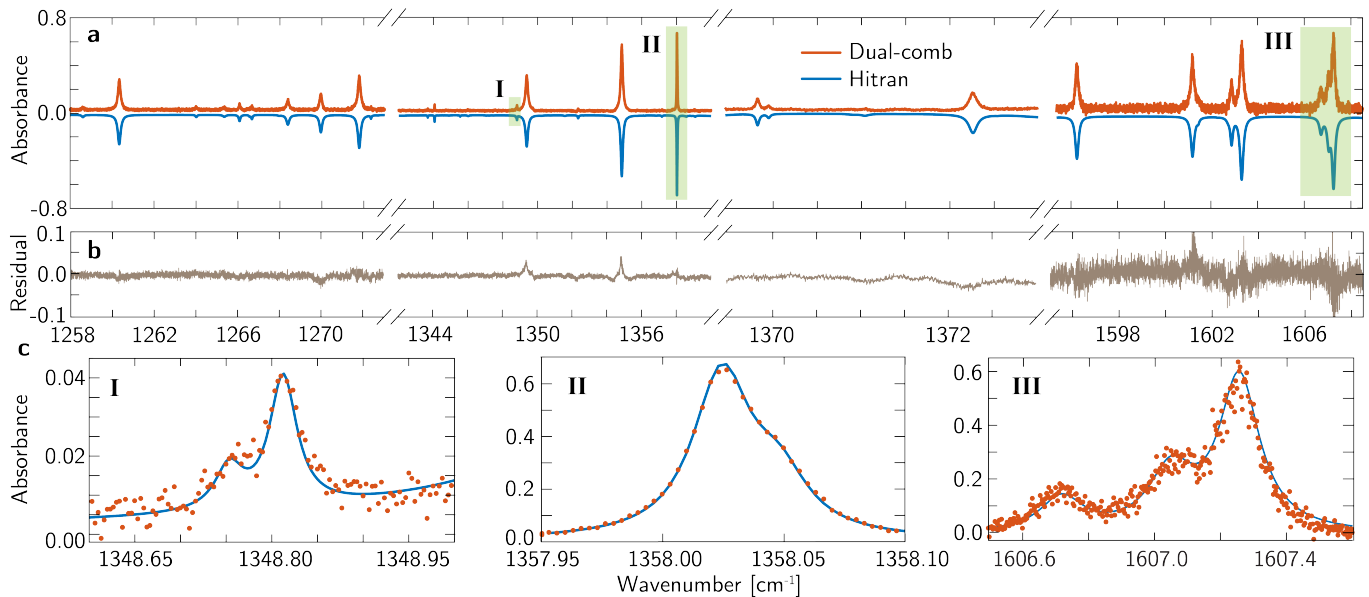 a
I
II
III
Dual-comb
Hitran
Absorbance
0.8
0.0
-0.8
b
Residual
0.1
0.0
-0.1
1258 1262 1266 1270 1344 1350 1356 1370 1372 1598 1602 1606
c
I
II
III
Absorbance
0.04
0.02
0.00
0.6
0.4
0.2
0.0
0.6
0.4
0.2
0.0
1348.65 1348.80 1348.95 1357.95 1358.00 1358.05 1358.10 1606.6 1607.0 1607.4
Wavenumber [cm⁻¹]